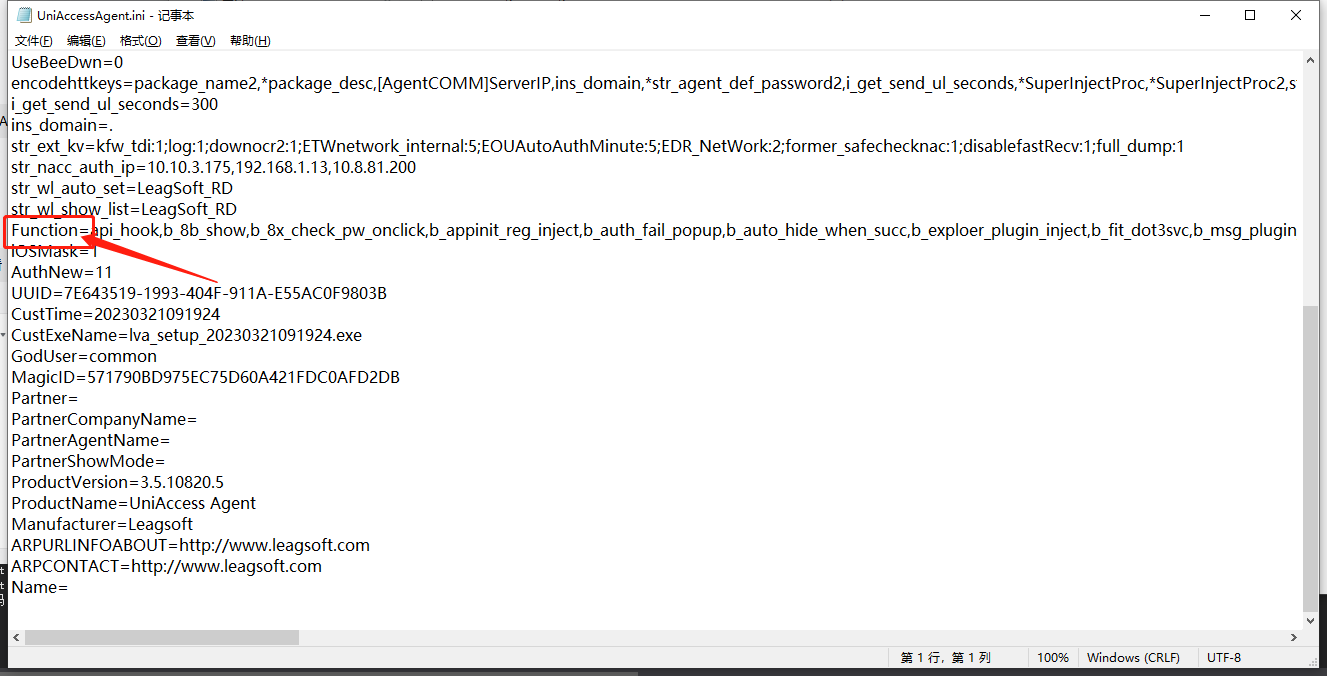 UniAccessAgent.ini - 记事本
文件(F) 编辑(E) 格式(O) 查看(V) 帮助(H)
UseBeeDwn=0
encodehttkeys=package_name2,*package_desc,[AgentCOMM]ServerIP,ins_domain,*str_agent_def_password2,i_get_send_ul_seconds,*SuperInjectProc,*SuperInjectProc2,s
i_get_send_ul_seconds=300
ins_domain=.
str_ext_kv=kfw_tdi:1;log:1;downocr2:1;ETWnetwork_internal:5;EOUAutoAuthMinute:5;EDR_NetWork:2;former_safechecknac:1;disablefastRecv:1;full_dump:1
str_nacc_auth_ip=10.10.3.175,192.168.1.13,10.8.81.200
str_wl_auto_set=LeagSoft_RD
str_wl_show_list=LeagSoft_RD
Function=api_hook,b_8b_show,b_8x_check_pw_onclick,b_appinit_reg_inject,b_auth_fail_popup,b_auto_hide_when_succ,b_exploer_plugin_inject,b_fit_dot3svc,b_msg_plugin
IOSMask=1
AuthNew=11
UUID=7E643519-1993-404F-911A-E55AC0F9803B
CustTime=20230321091924
CustExeName=lva_setup_20230321091924.exe
GodUser=common
MagicID=571790BD975EC75D60A421FDC0AFD2DB
Partner=
PartnerCompanyName=
PartnerAgentName=
PartnerShowMode=
ProductVersion=3.5.10820.5
ProductName=UniAccess Agent
Manufacturer=Leagsoft
ARPURLINFOABOUT=http://www.leagsoft.com
ARPCONTACT=http://www.leagsoft.com
Name=
第 1 行，第 1 列 100% Windows (CRLF) UTF-8